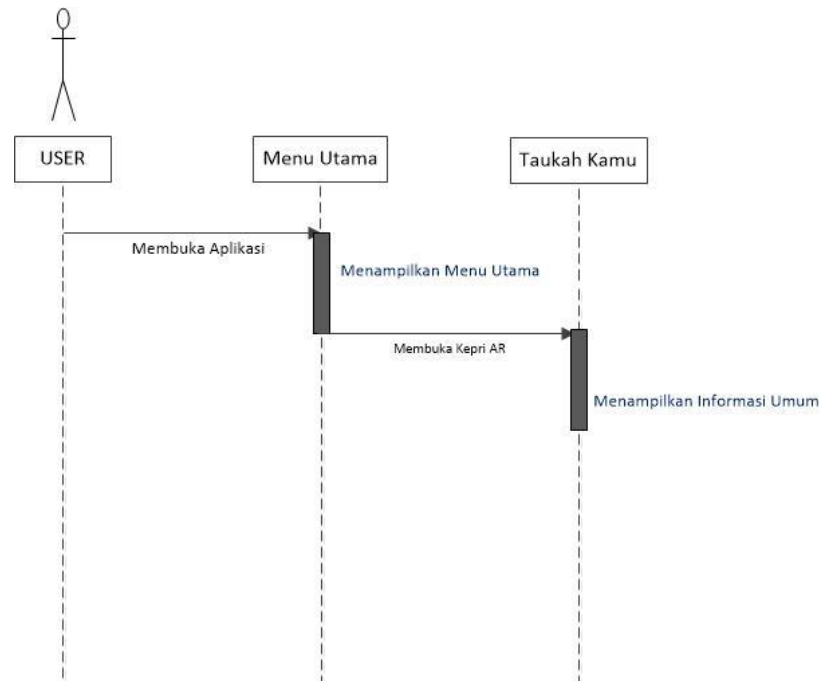 USER
Menu Utama
Taukah Kamu
Membuka Aplikasi
Menampilkan Menu Utama
Membuka Kepri AR
Menampilkan Informasi Umum